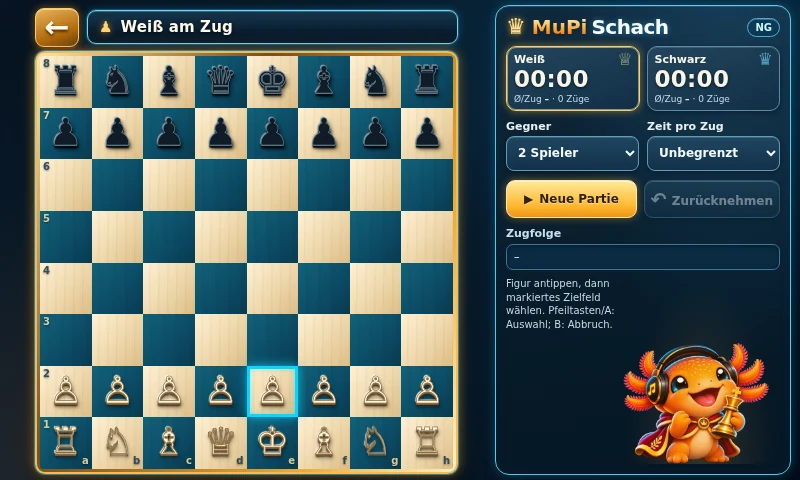 Weiß am Zug
8
7
6
5
4
3
2
1
a b c d e f g h
MuPi Schach
NG
Weiß
00:00
Ø/Zug – · 0 Züge
Schwarz
00:00
Ø/Zug – · 0 Züge
Gegner
2 Spieler
Zeit pro Zug
Unbegrenzt
▶ Neue Partie
↶ Zurücknehmen
Zugfolge
–
Figur antippen, dann
markiertes Zielfeld
wählen. Pfeiltasten/A:
Auswahl; B: Abbruch.